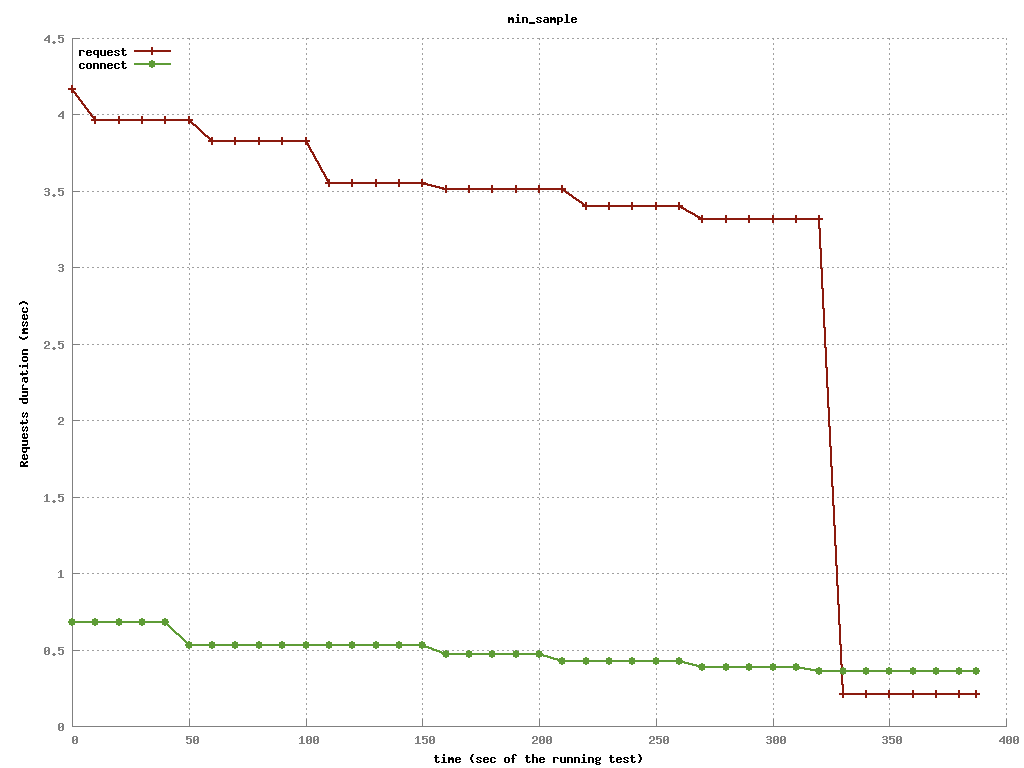 min_sample
request
connect
4.5
4
3.5
3
2.5
2
1.5
1
0.5
0
Requests duration (msec)
0 50 100 150 200 250 300 350 400
time (sec of the running test)